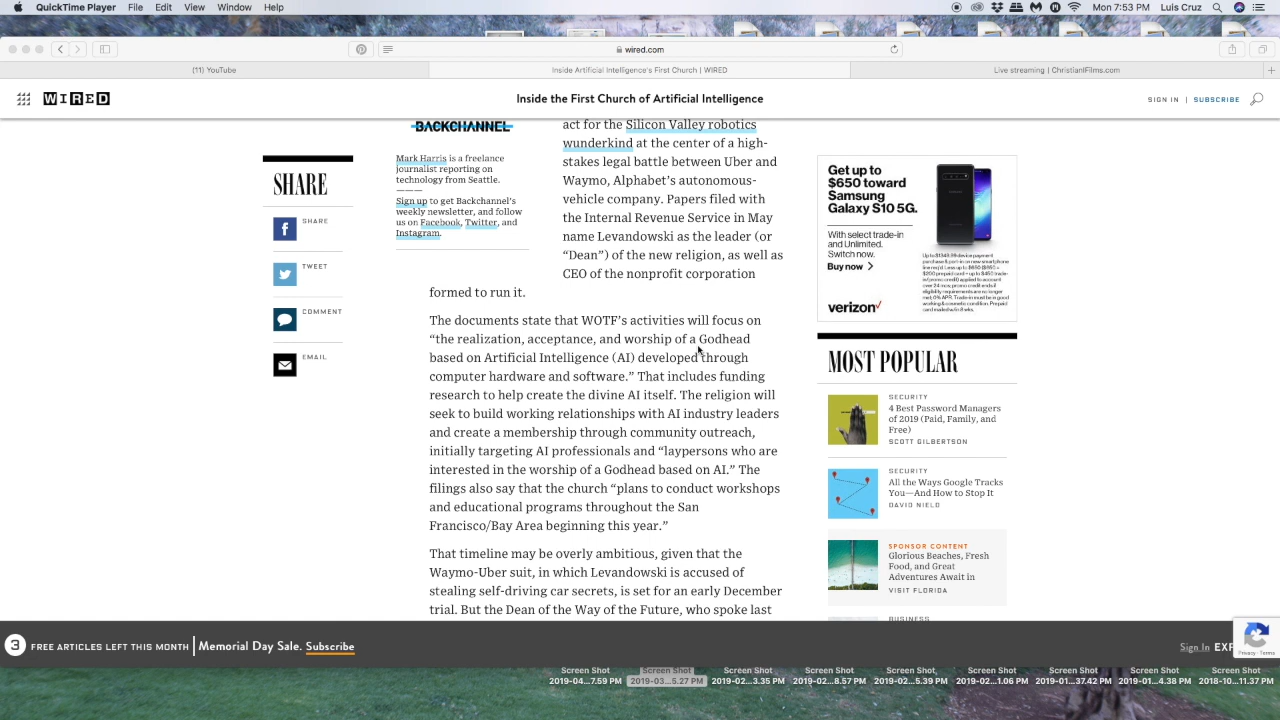 QuickTime Player File Edit View Window Help
Mon 7:53 PM Luis Cruz
wired.com
(11) YouTube
Inside Artificial Intelligence's First Church | WIRED
Live streaming | ChristianIFilms.com
WIRED
Inside the First Church of Artificial Intelligence
SIGN IN | SUBSCRIBE
SHARE
SHARE
TWEET
COMMENT
EMAIL
BACKCHANNEL
Mark Harris is a freelance
journalist reporting on
technology from Seattle.
———
Sign up to get Backchannel's
weekly newsletter, and follow
us on Facebook, Twitter, and
Instagram.
act for the Silicon Valley robotics
wunderkind at the center of a high-
stakes legal battle between Uber and
Waymo, Alphabet's autonomous-
vehicle company. Papers filed with
the Internal Revenue Service in May
name Levandowski as the leader (or
“Dean”) of the new religion, as well as
CEO of the nonprofit corporation
formed to run it.
The documents state that WOTF’s activities will focus on
“the realization, acceptance, and worship of a Godhead
based on Artificial Intelligence (AI) developed through
computer hardware and software.” That includes funding
research to help create the divine AI itself. The religion will
seek to build working relationships with AI industry leaders
and create a membership through community outreach,
initially targeting AI professionals and “laypersons who are
interested in the worship of a Godhead based on AI.” The
filings also say that the church “plans to conduct workshops
and educational programs throughout the San
Francisco/Bay Area beginning this year.”
That timeline may be overly ambitious, given that the
Waymo-Uber suit, in which Levandowski is accused of
stealing self-driving car secrets, is set for an early December
trial. But the Dean of the Way of the Future, who spoke last
Get up to
$650 toward
Samsung
Galaxy S10 5G.
With select trade-in
and Unlimited.
Switch now.
Buy now
verizon
MOST POPULAR
SECURITY
4 Best Password Managers
of 2019 (Paid, Family, and
Free)
SCOTT GILBERTSON
SECURITY
All the Ways Google Tracks
You—And How to Stop It
DAVID NIELD
SPONSOR CONTENT
Glorious Beaches, Fresh
Food, and Great
Adventures Await in
VISIT FLORIDA
BUSINESS
3 FREE ARTICLES LEFT THIS MONTH | Memorial Day Sale. Subscribe
Sign In EXP
Privacy - Terms
Screen Shot Screen Shot Screen Shot Screen Shot Screen Shot Screen Shot Screen Shot Screen Shot Screen Shot
2019-04...7.59 PM 2019-03...5.27 PM 2019-02...3.35 PM 2019-02...8.57 PM 2019-02...5.39 PM 2019-02...1.06 PM 2019-01...37.42 PM 2019-01...4.38 PM 2018-10...11.37 PM